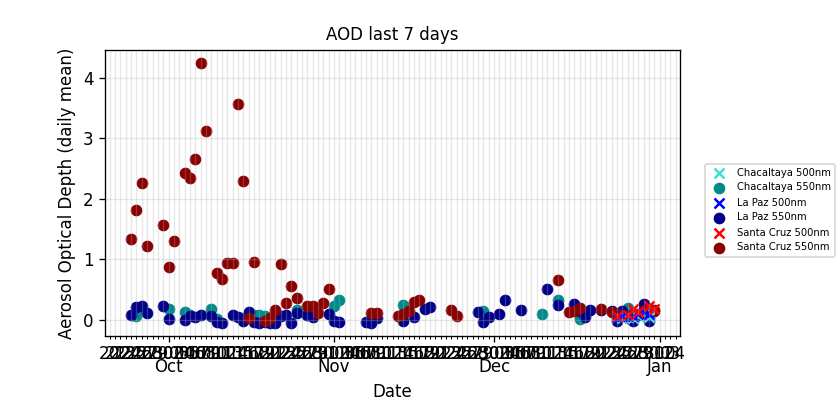 AOD last 7 days
Aerosol Optical Depth (daily mean)
4
3
2
1
0
Oct Nov Dec Jan
Date
Chacaltaya 500nm
Chacaltaya 550nm
La Paz 500nm
La Paz 550nm
Santa Cruz 500nm
Santa Cruz 550nm